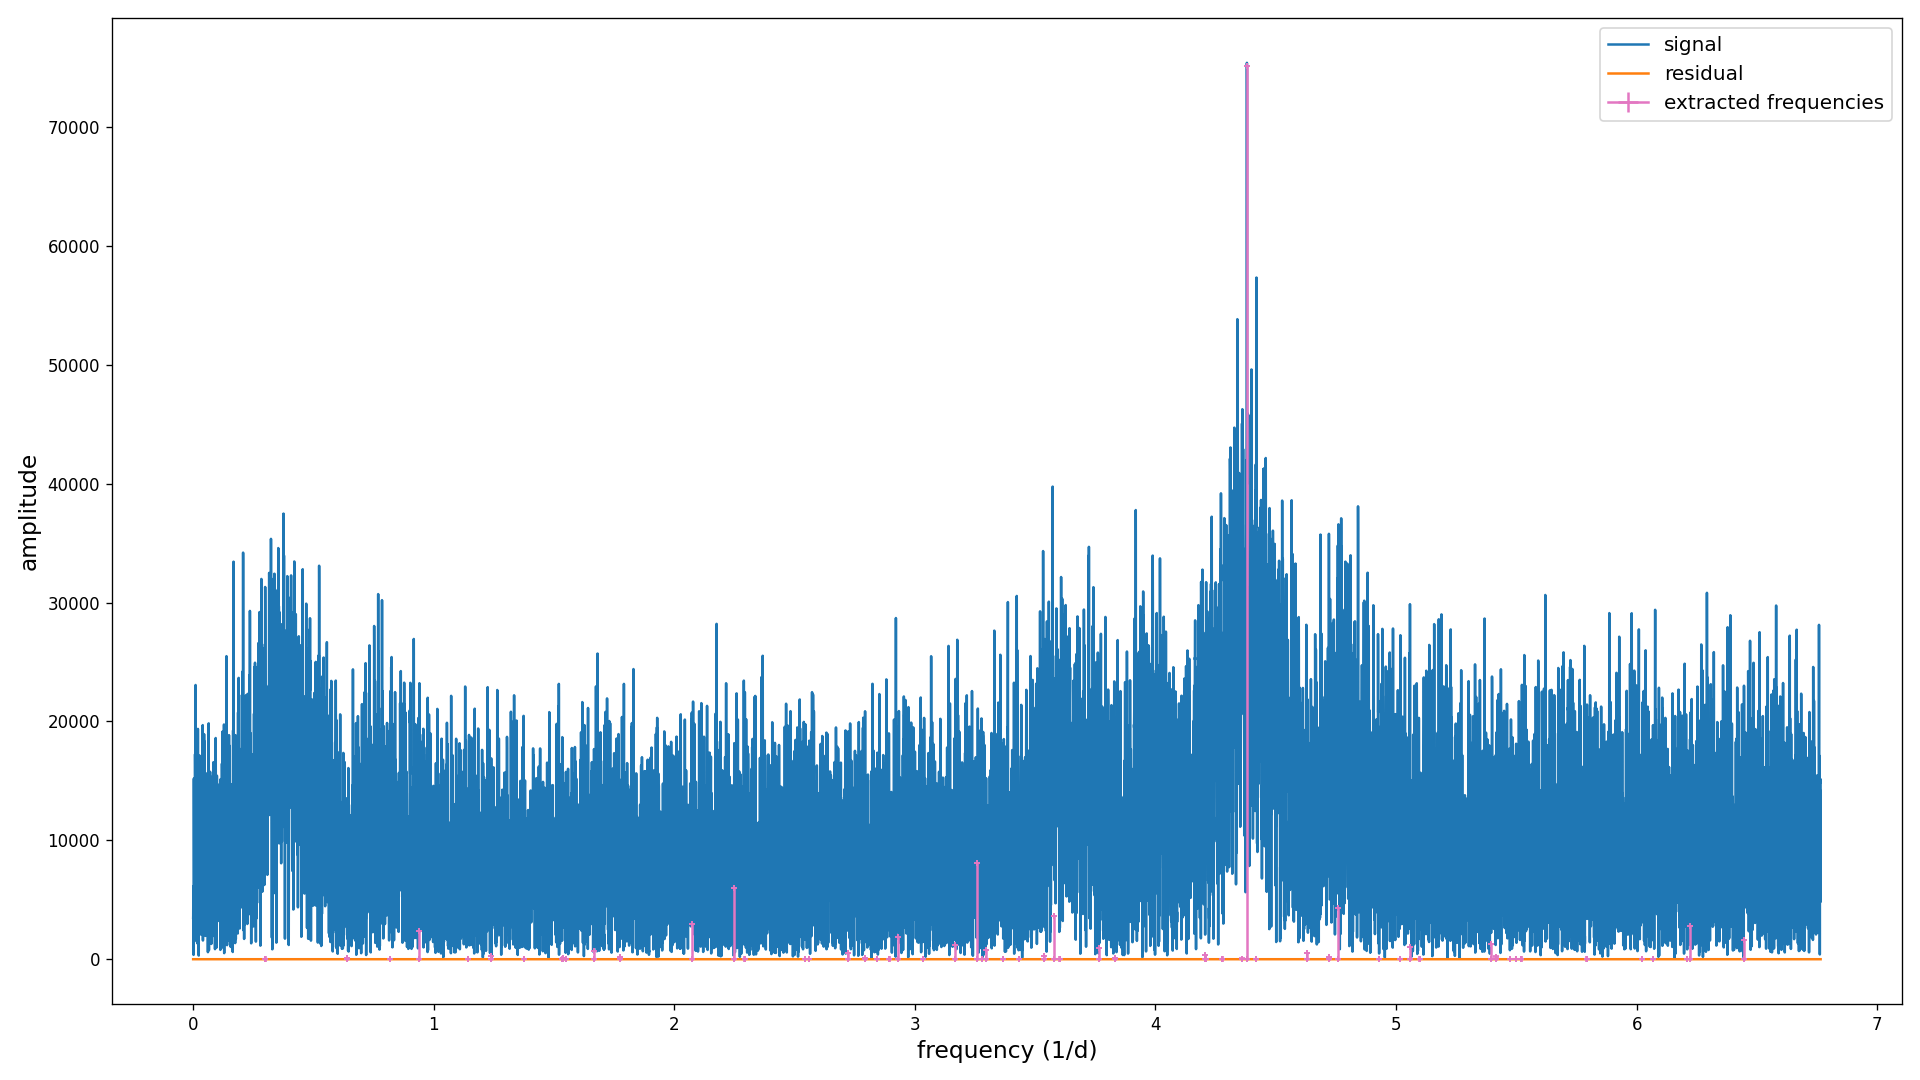 signal
residual
extracted frequencies
70000
60000
50000
40000
30000
20000
10000
0
amplitude
0 1 2 3 4 5 6 7
frequency (1/d)